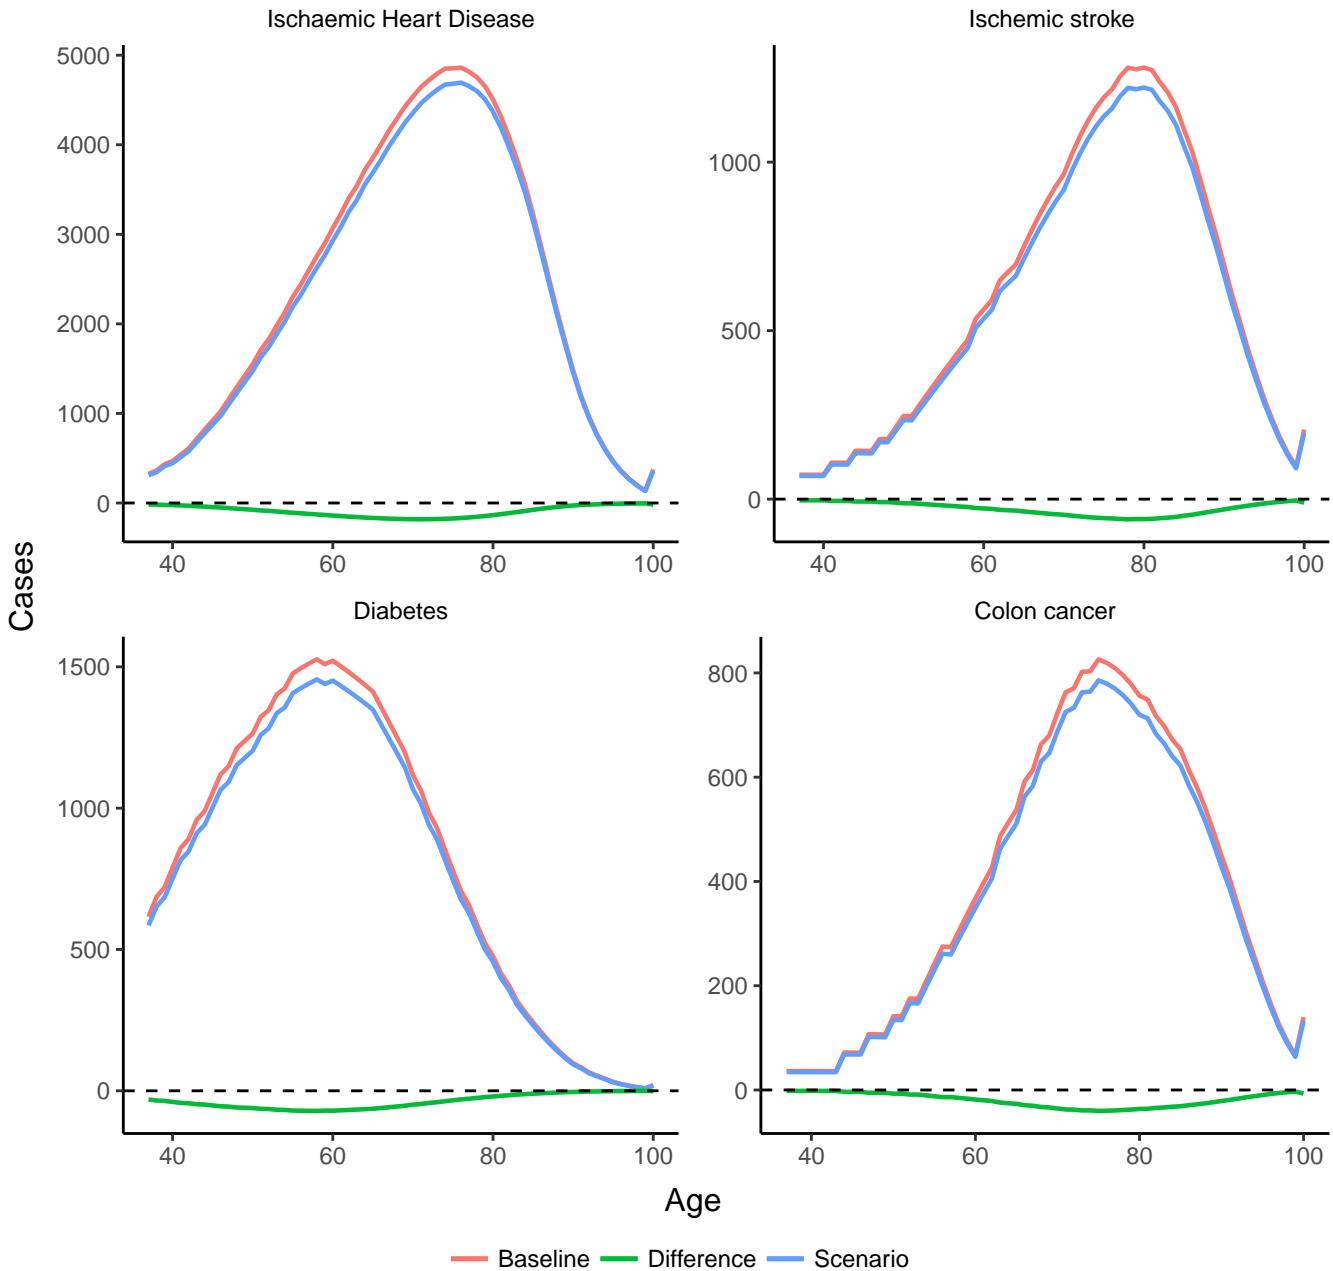 Ischaemic Heart Disease
5000
4000
3000
2000
1000
0
40 60 80 100
Ischemic stroke
1000
500
0
40 60 80 100
Cases
Diabetes
1500
1000
500
0
40 60 80 100
Colon cancer
800
600
400
200
0
40 60 80 100
Age
Baseline Difference Scenario